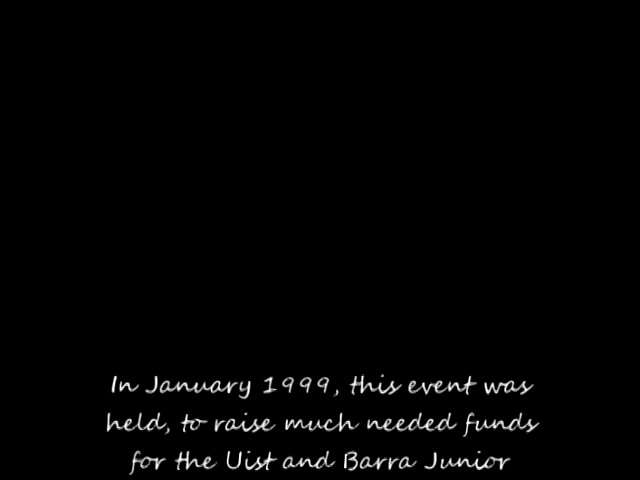 In January 1999, this event was
held, to raise much needed funds
for the Uist and Barra Junior